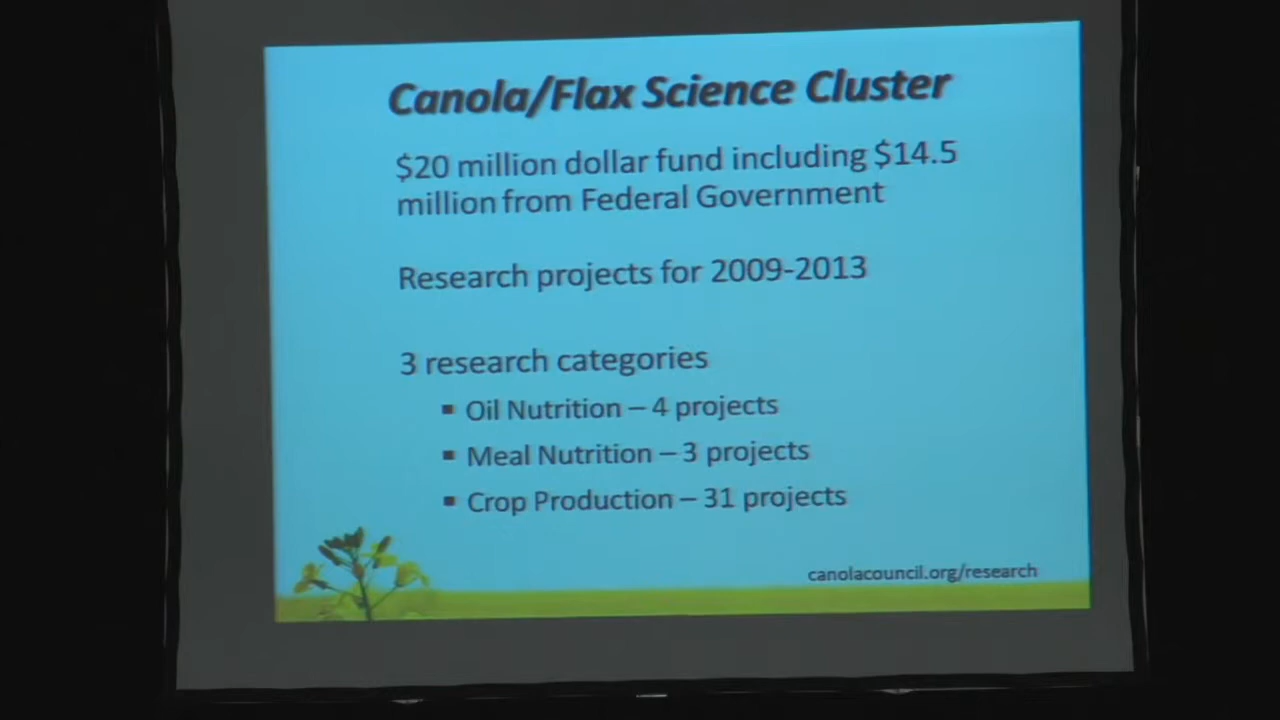 Canola/Flax Science Cluster
$20 million dollar fund including $14.5
million from Federal Government
Research projects for 2009-2013
3 research categories
▪ Oil Nutrition – 4 projects
▪ Meal Nutrition – 3 projects
▪ Crop Production – 31 projects
canolacouncil.org/research